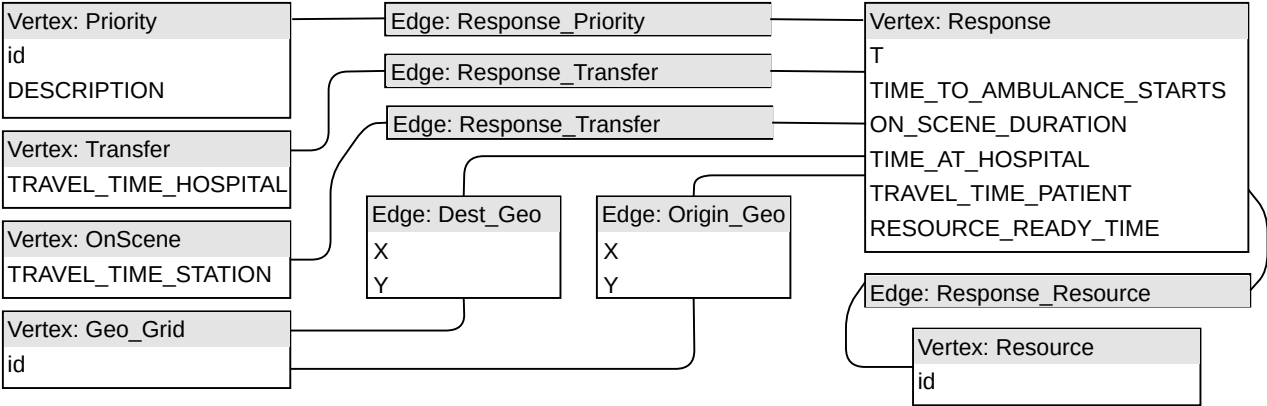 Vertex: Priority
id
DESCRIPTION
Vertex: Transfer
TRAVEL_TIME_HOSPITAL
Vertex: OnScene
TRAVEL_TIME_STATION
Vertex: Geo_Grid
id
Edge: Response_Priority
Edge: Response_Transfer
Edge: Response_Transfer
Edge: Dest_Geo
X
Y
Edge: Origin_Geo
X
Y
Vertex: Response
T
TIME_TO_AMBULANCE_STARTS
ON_SCENE_DURATION
TIME_AT_HOSPITAL
TRAVEL_TIME_PATIENT
RESOURCE_READY_TIME
Edge: Response_Resource
Vertex: Resource
id